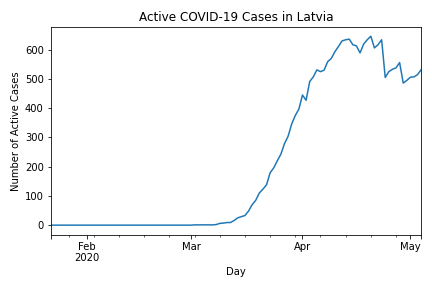 Active COVID-19 Cases in Latvia
Number of Active Cases
600
500
400
300
200
100
0
Feb
2020
Mar
Apr
May
Day